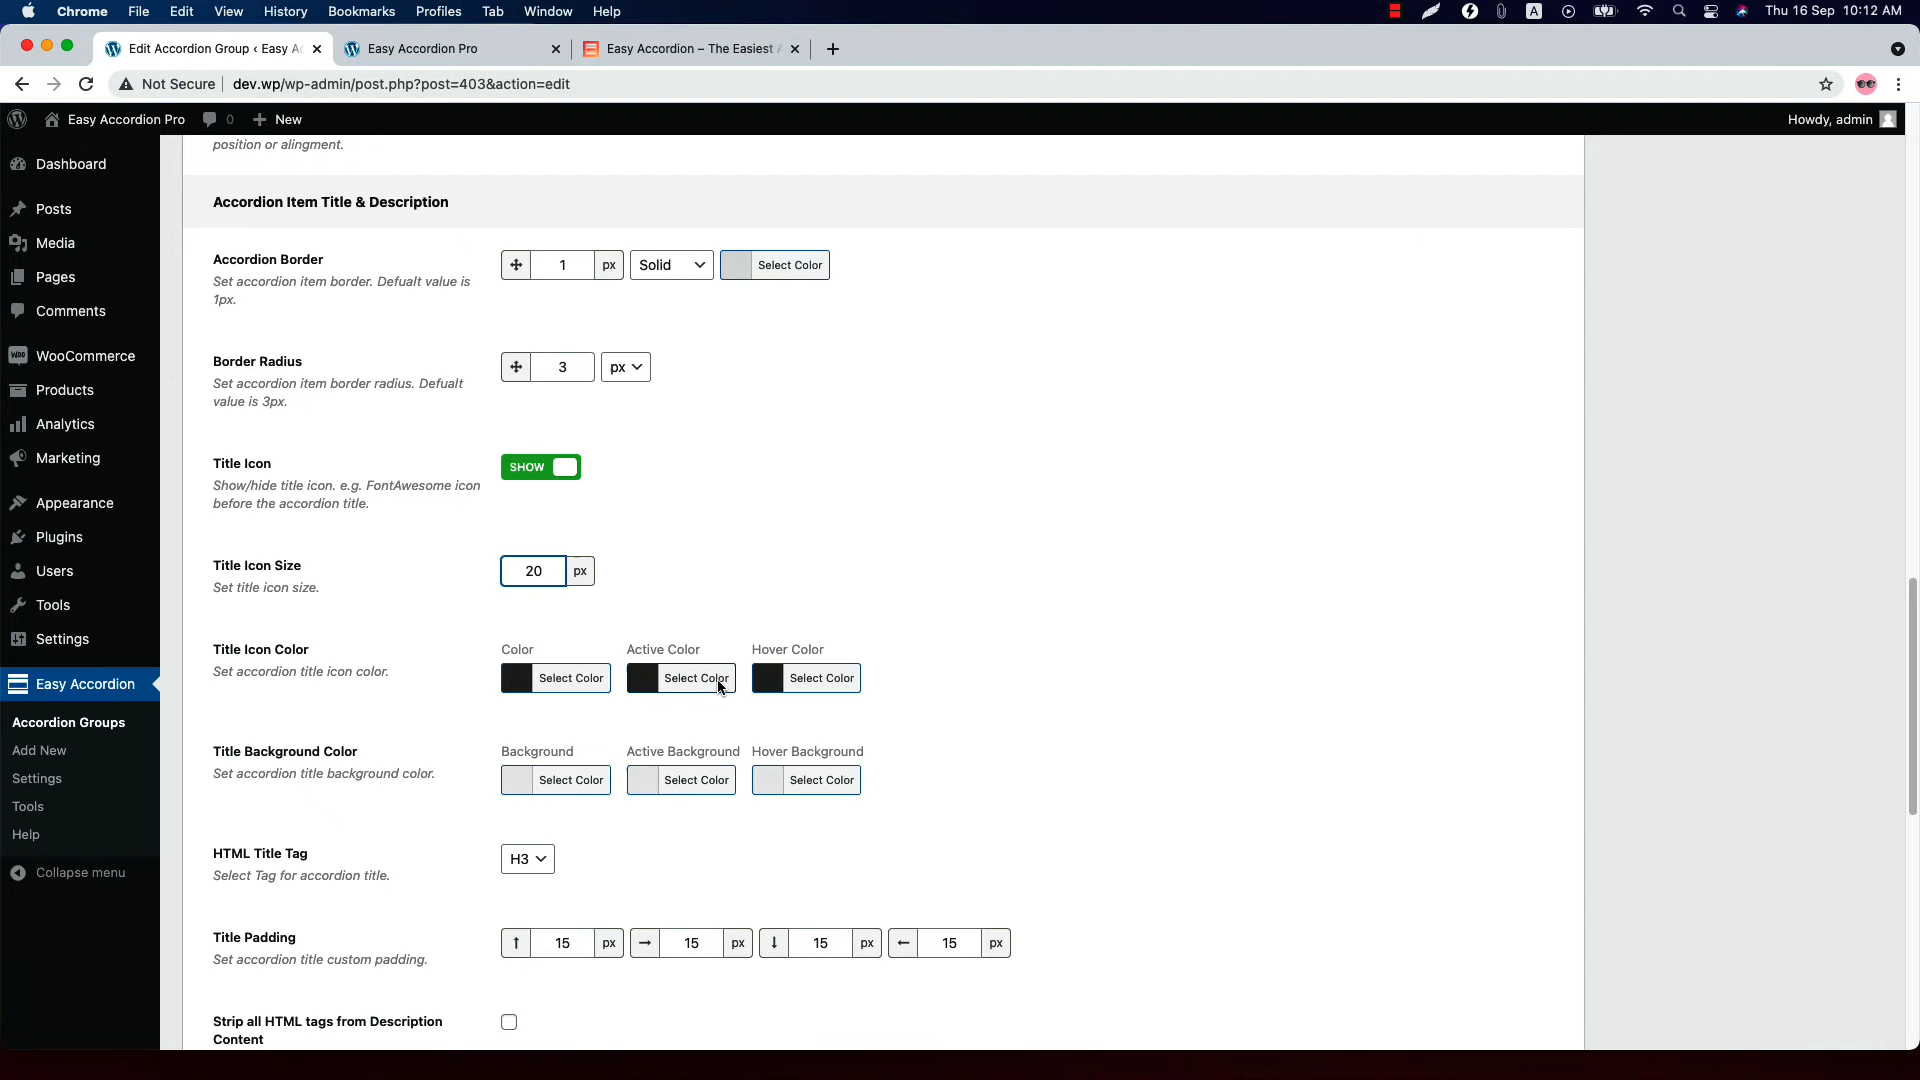 Chrome File Edit View History Bookmarks Profiles Tab Window Help A Thu 16 Sep 10:12 AM
Edit Accordion Group ‹ Easy Ac Easy Accordion Pro Easy Accordion – The Easiest
Not Secure dev.wp/wp-admin/post.php?post=403&action=edit
Easy Accordion Pro 0 New Howdy, admin
position or alingment.
Dashboard
Posts
Media
Pages
Comments
WooCommerce
Products
Analytics
Marketing
Appearance
Plugins
Users
Tools
Settings
Easy Accordion
Accordion Groups
Add New
Settings
Tools
Help
Collapse menu
Accordion Item Title & Description
Accordion Border
Set accordion item border. Defualt value is
1px.
1 px Solid Select Color
Border Radius
Set accordion item border radius. Defualt
value is 3px.
3 px
Title Icon
Show/hide title icon. e.g. FontAwesome icon
before the accordion title.
SHOW
Title Icon Size
Set title icon size.
20 px
Title Icon Color
Set accordion title icon color.
Color Active Color Hover Color
Select Color Select Color Select Color
Title Background Color
Set accordion title background color.
Background Active Background Hover Background
Select Color Select Color Select Color
HTML Title Tag
Select Tag for accordion title.
H3
Title Padding
Set accordion title custom padding.
15 px 15 px 15 px 15 px
Strip all HTML tags from Description
Content